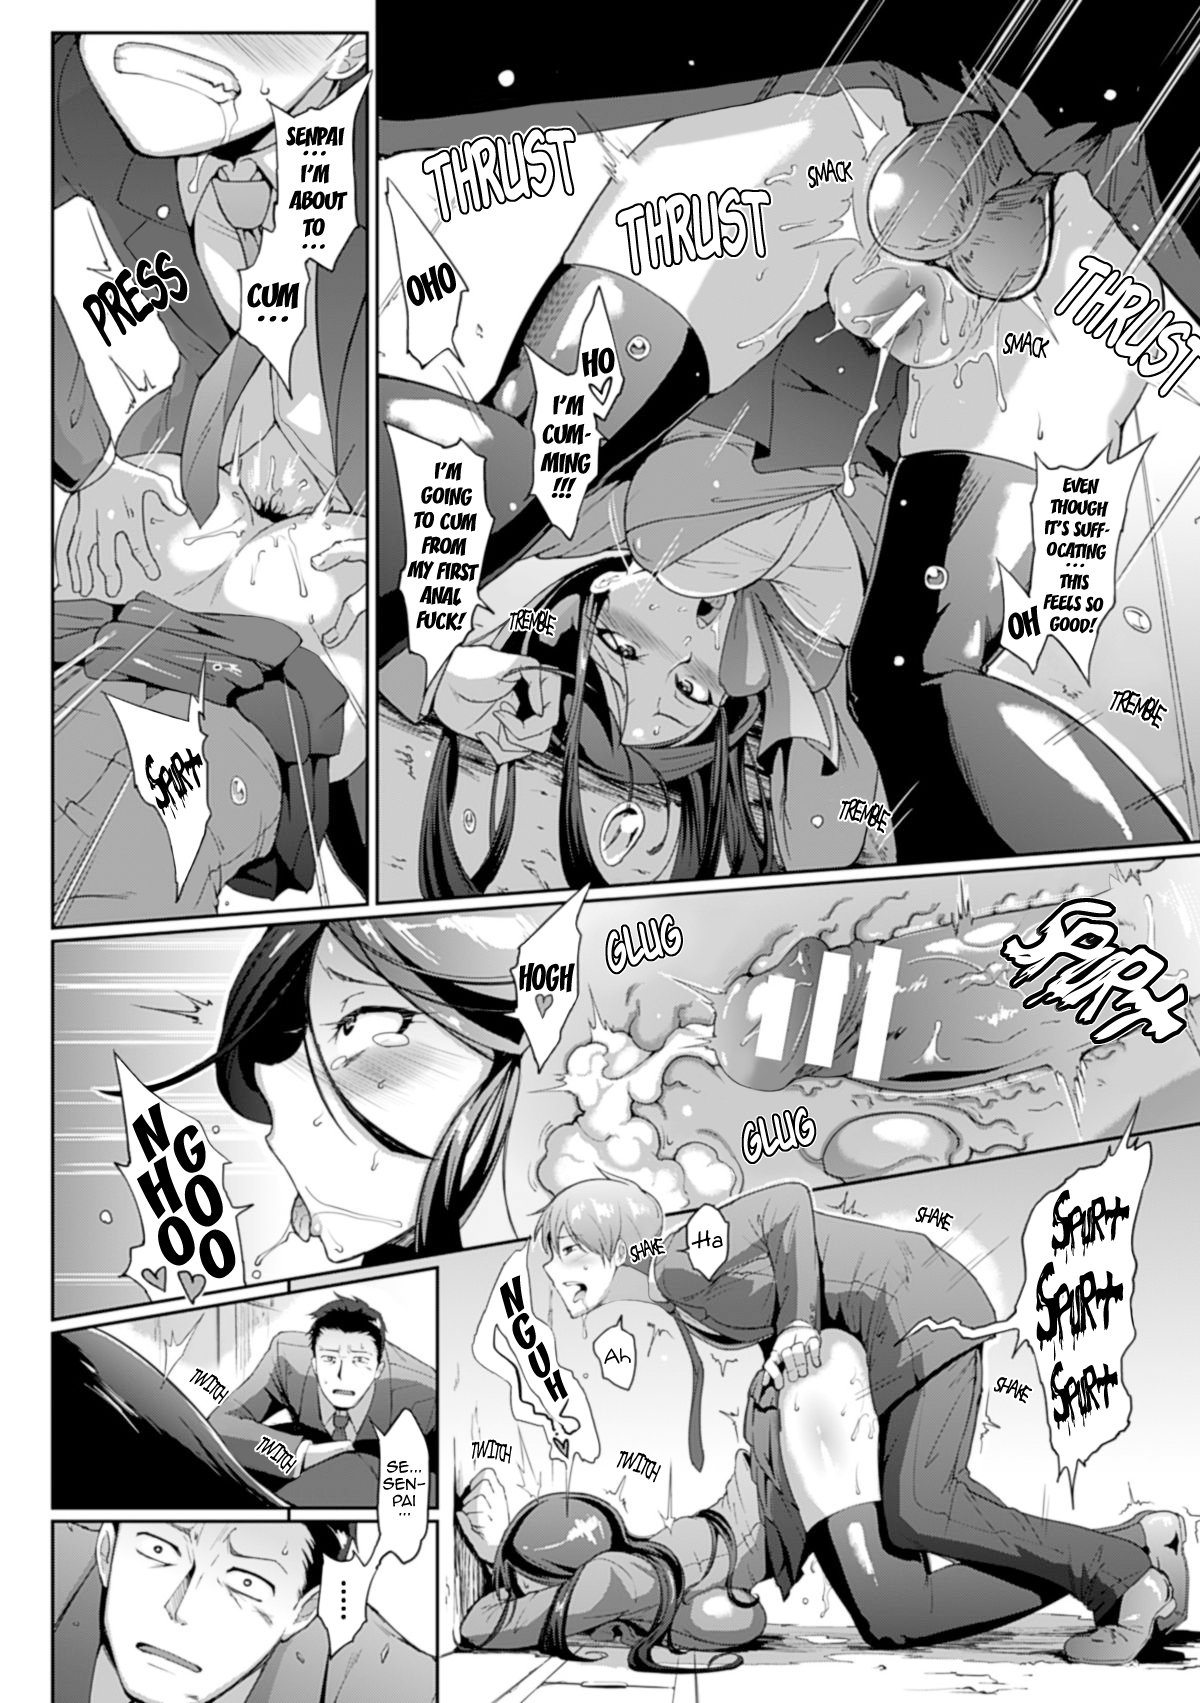 THRUST
THRUST
SMACK
THRUST
SMACK
EVEN
THOUGH
IT'S SUFF-
OCATING
...
THIS
FEELS SO
GOOD!
OH
HO
I'M
CUM-
MING!!!
OHO
I'M
GOING
TO CUM
FROM
MY FIRST
ANAL
FUCK!
TREMBLE
TREMBLE
TREMBLE
SENPAI
...
I'M
ABOUT
TO
...
CUM
...
PRESS
SPURT
SPURT
GLUG
GLUG
HOGH
NGOOO
NHOO
SPURT
SPURT
SPURT
SHAKE
SHAKE
SHAKE
Ha
Ah
NGUH
TWITCH
TWITCH
TWITCH
TWITCH
SE...
SEN-
PAI
...
......